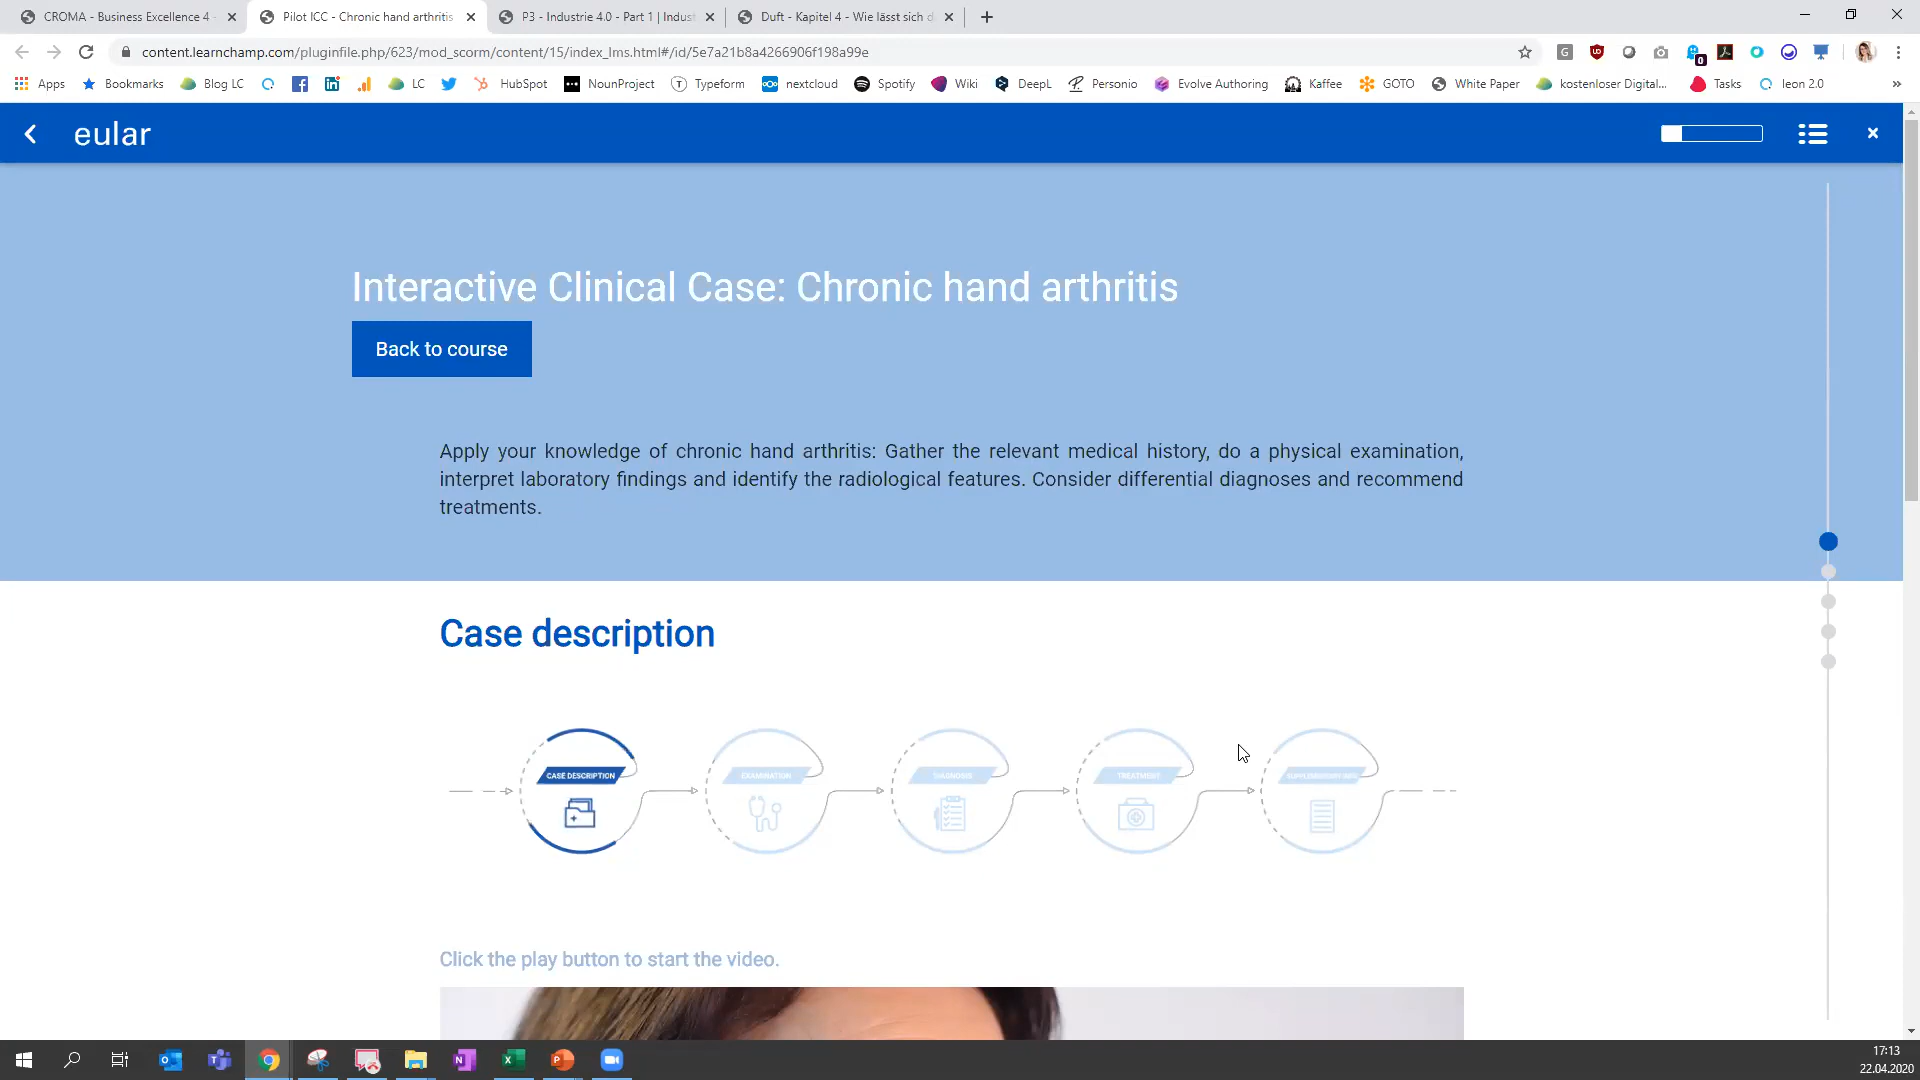 CROMA - Business Excellence 4 -
Pilot ICC - Chronic hand arthritis
P3 - Industrie 4.0 - Part 1 | Indust
Duft - Kapitel 4 - Wie lässt sich d
content.learnchamp.com/pluginfile.php/623/mod_scorm/content/15/index_lms.html#/id/5e7a21b8a4266906f198a99e
Apps Bookmarks Blog LC LC HubSpot NounProject Typeform nextcloud Spotify Wiki DeepL Personio Evolve Authoring Kaffee GOTO White Paper kostenloser Digital... Tasks leon 2.0
eular
Interactive Clinical Case: Chronic hand arthritis
Back to course
Apply your knowledge of chronic hand arthritis: Gather the relevant medical history, do a physical examination,
interpret laboratory findings and identify the radiological features. Consider differential diagnoses and recommend
treatments.
Case description
CASE DESCRIPTION EXAMINATION DIAGNOSIS TREATMENT
Click the play button to start the video.
17:13
22.04.2020